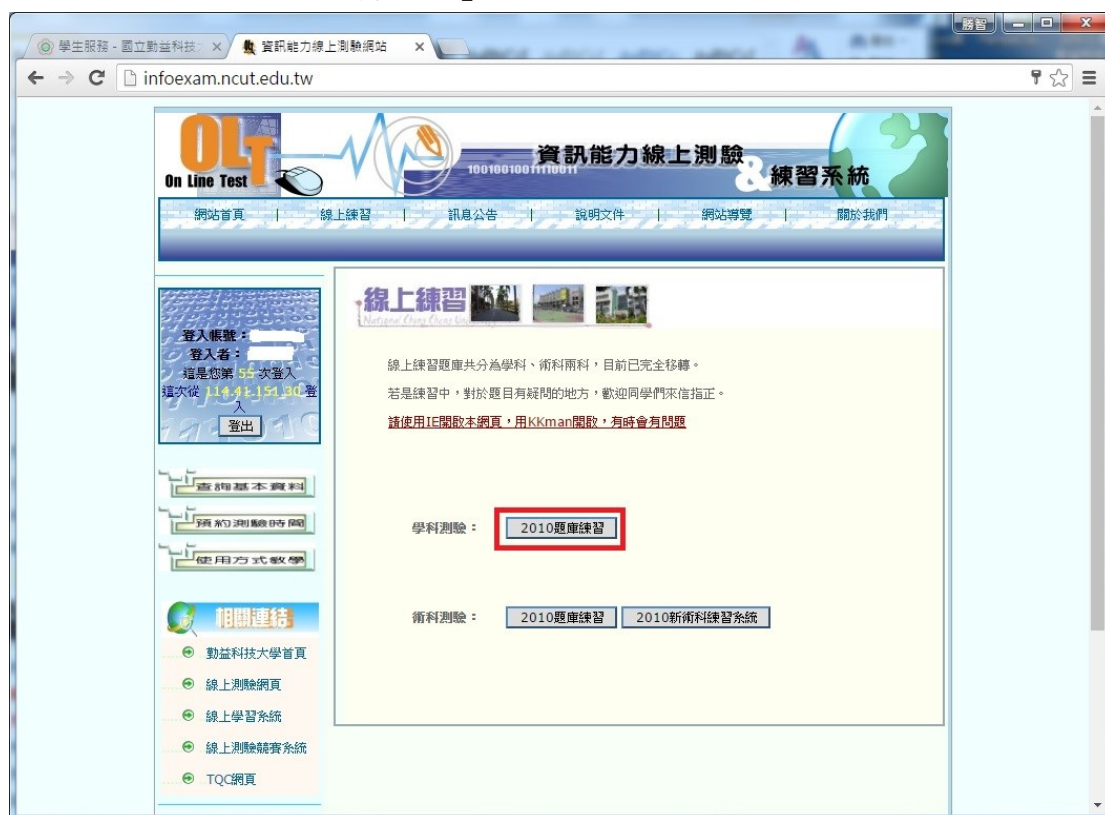 勝智
學生服務 - 國立勤益科技
資訊能力線上測驗網站
infoexam.ncut.edu.tw
OLT
On Line Test
10010010011110011
資訊能力線上測驗
&練習系統
網站首頁 | 線上練習 | 訊息公告 | 說明文件 | 網站導覽 | 關於我們
登入帳號：
登入者：
這是您第 55 次登入
這次從 114.41.151.30 登
入
登出
查詢基本資料
預約測驗時間
使用方式教學
相關連結
勤益科技大學首頁
線上測驗網頁
線上學習系統
線上測驗競賽系統
TQC網頁
線上練習
線上練習題庫共分為學科、術科兩科，目前已完全移轉。
若是練習中，對於題目有疑問的地方，歡迎同學們來信指正。
請使用IE開啟本網頁，用KKman開啟，有時會有問題
學科測驗： 2010題庫練習
術科測驗： 2010題庫練習 2010新術科練習系統